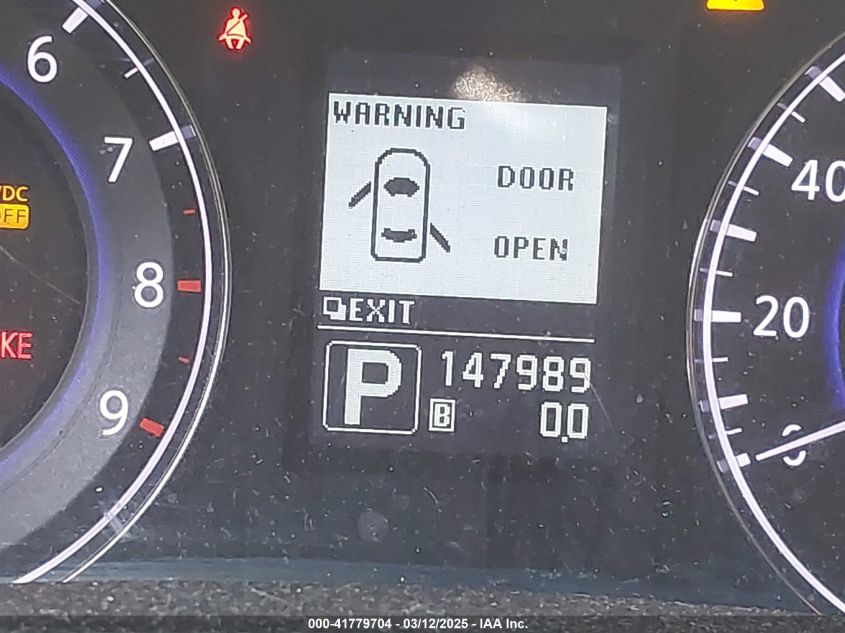 6
7
8
9
VDC
OFF
KE
WARNING
DOOR
OPEN
EXIT
P
147989
B
0.0
40
20
000-41779704 - 03/12/2025 - IAA Inc.